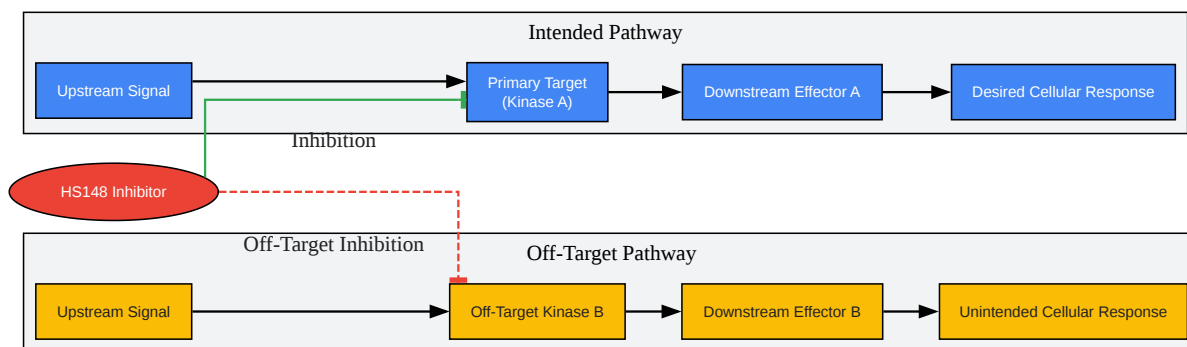 Intended Pathway
Upstream Signal
Primary Target
(Kinase A)
Downstream Effector A
Desired Cellular Response
Inhibition
HS148 Inhibitor
Off-Target Inhibition
Off-Target Pathway
Upstream Signal
Off-Target Kinase B
Downstream Effector B
Unintended Cellular Response